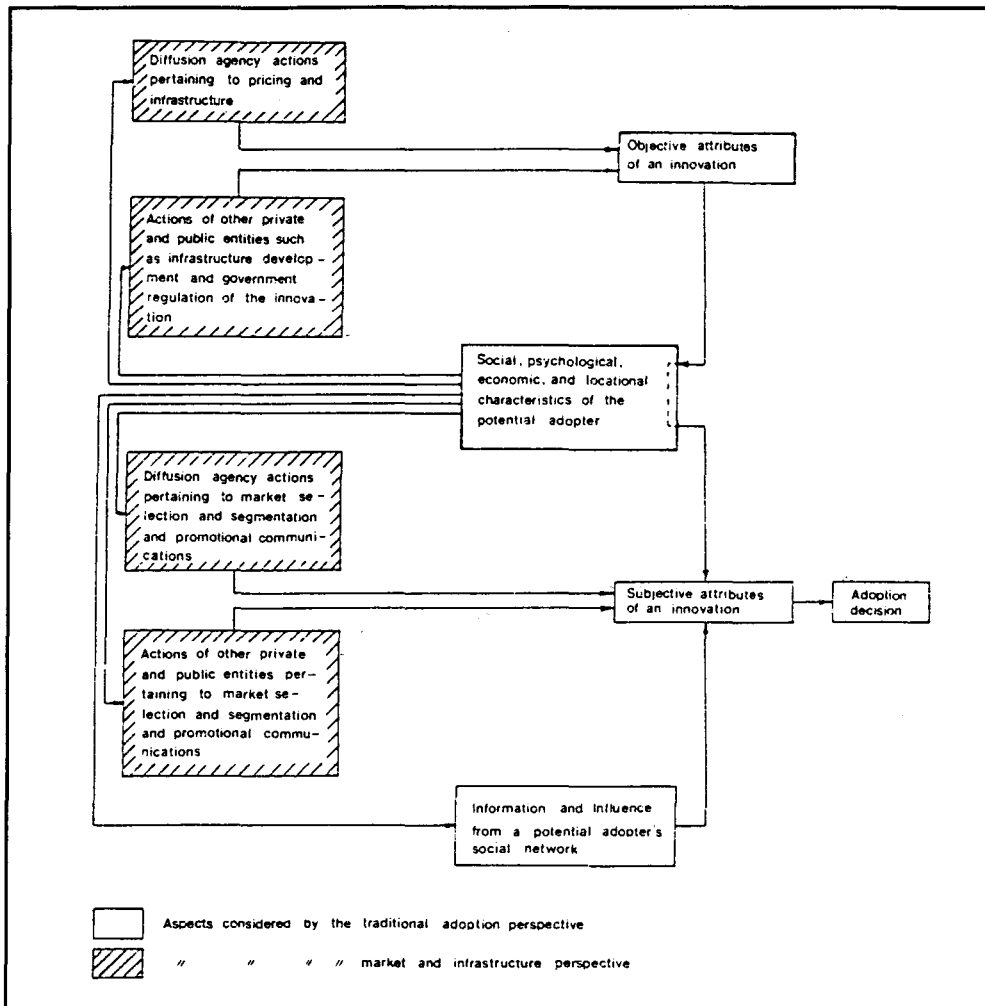 Diffusion agency actions
pertaining to pricing and
infrastructure
Objective attributes
of an innovation
Actions of other private
and public entities such
as infrastructure develop-
ment and government
regulation of the innova-
tion
Social, psychological,
economic, and locational
characteristics of the
potential adopter
Diffusion agency actions
pertaining to market se-
lection and segmentation
and promotional communi-
cations
Subjective attributes
of an innovation
Adoption
decision
Actions of other private
and public entities per-
taining to market se-
lection and segmentation
and promotional commu-
nications
Information and Influence
from a potential adopter's
social network
Aspects considered by the traditional adoption perspective
" " " " market and infrastructure perspective